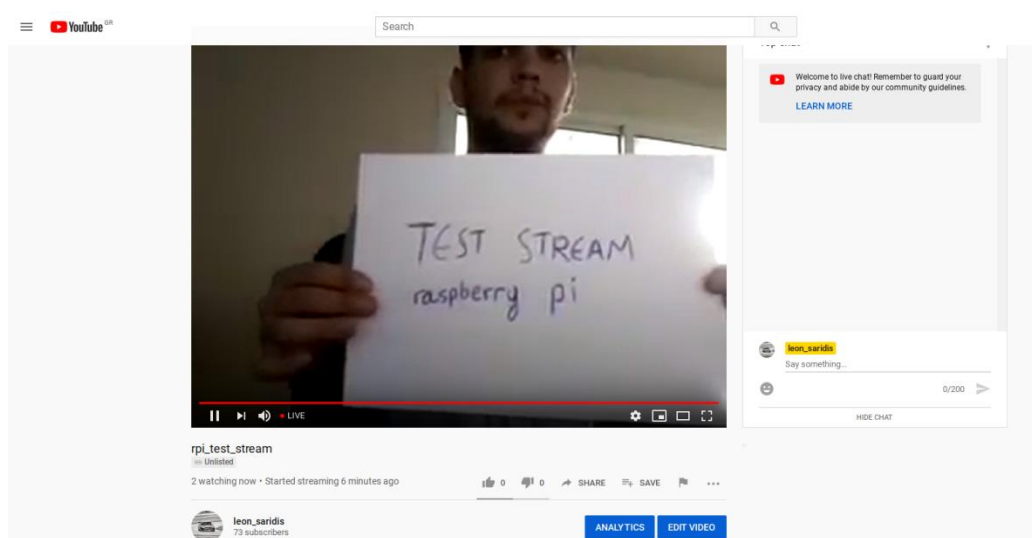 YouTube GR
Search
Welcome to live chat! Remember to guard your
privacy and abide by our community guidelines.
LEARN MORE
TEST STREAM
raspberry pi
leon_saridis
Say something...
0/200
HIDE CHAT
LIVE
rpi_test_stream
Unlisted
2 watching now • Started streaming 6 minutes ago
0 0 SHARE SAVE
leon_saridis
73 subscribers
ANALYTICS EDIT VIDEO